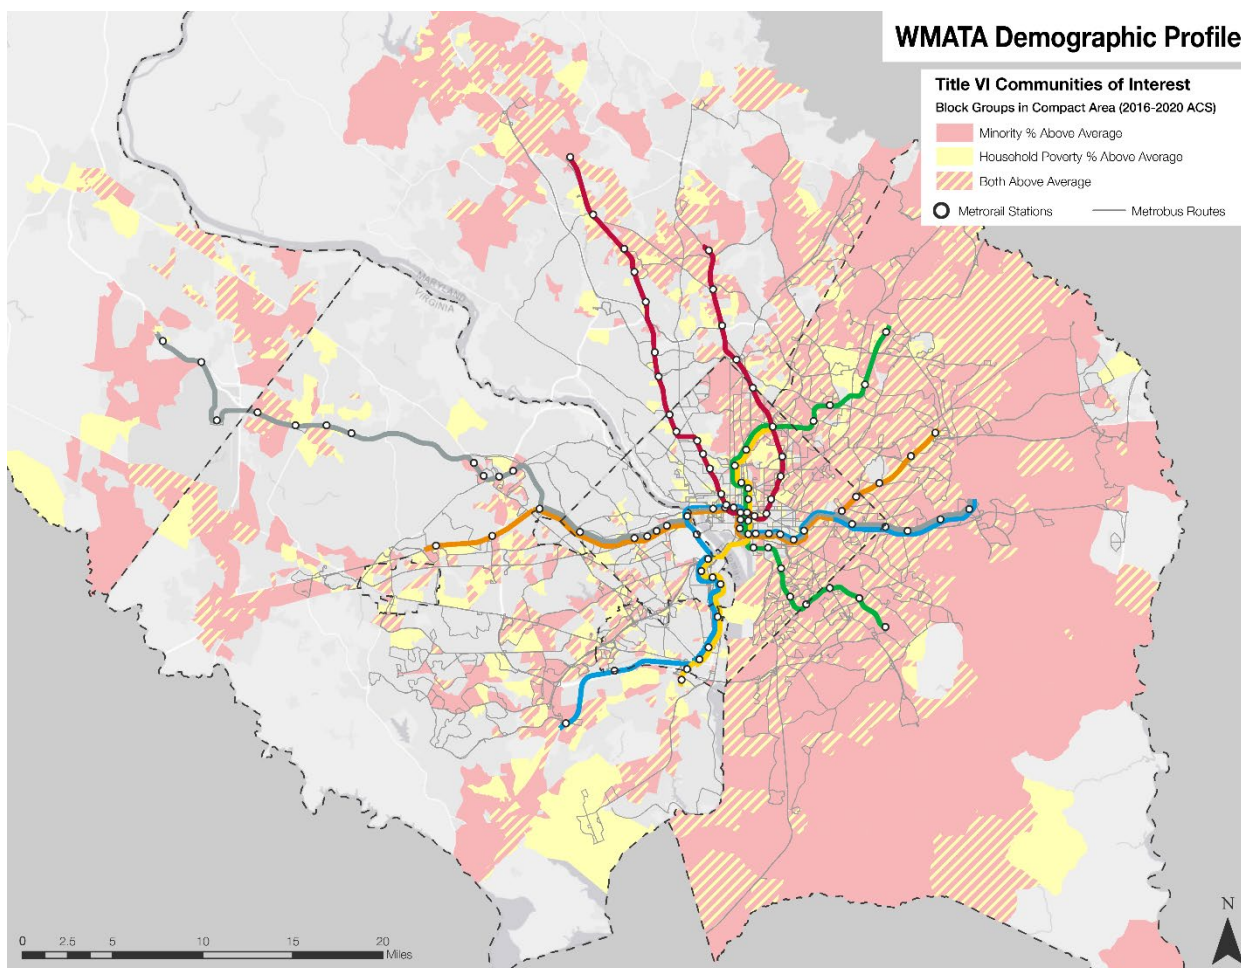 WMATA Demographic Profile
Title VI Communities of Interest
Block Groups in Compact Area (2016-2020 ACS)
Minority % Above Average
Household Poverty % Above Average
Both Above Average
Metrorail Stations
Metrobus Routes
MARYLAND
VIRGINIA
N
0 2.5 5 10 15 20
Miles